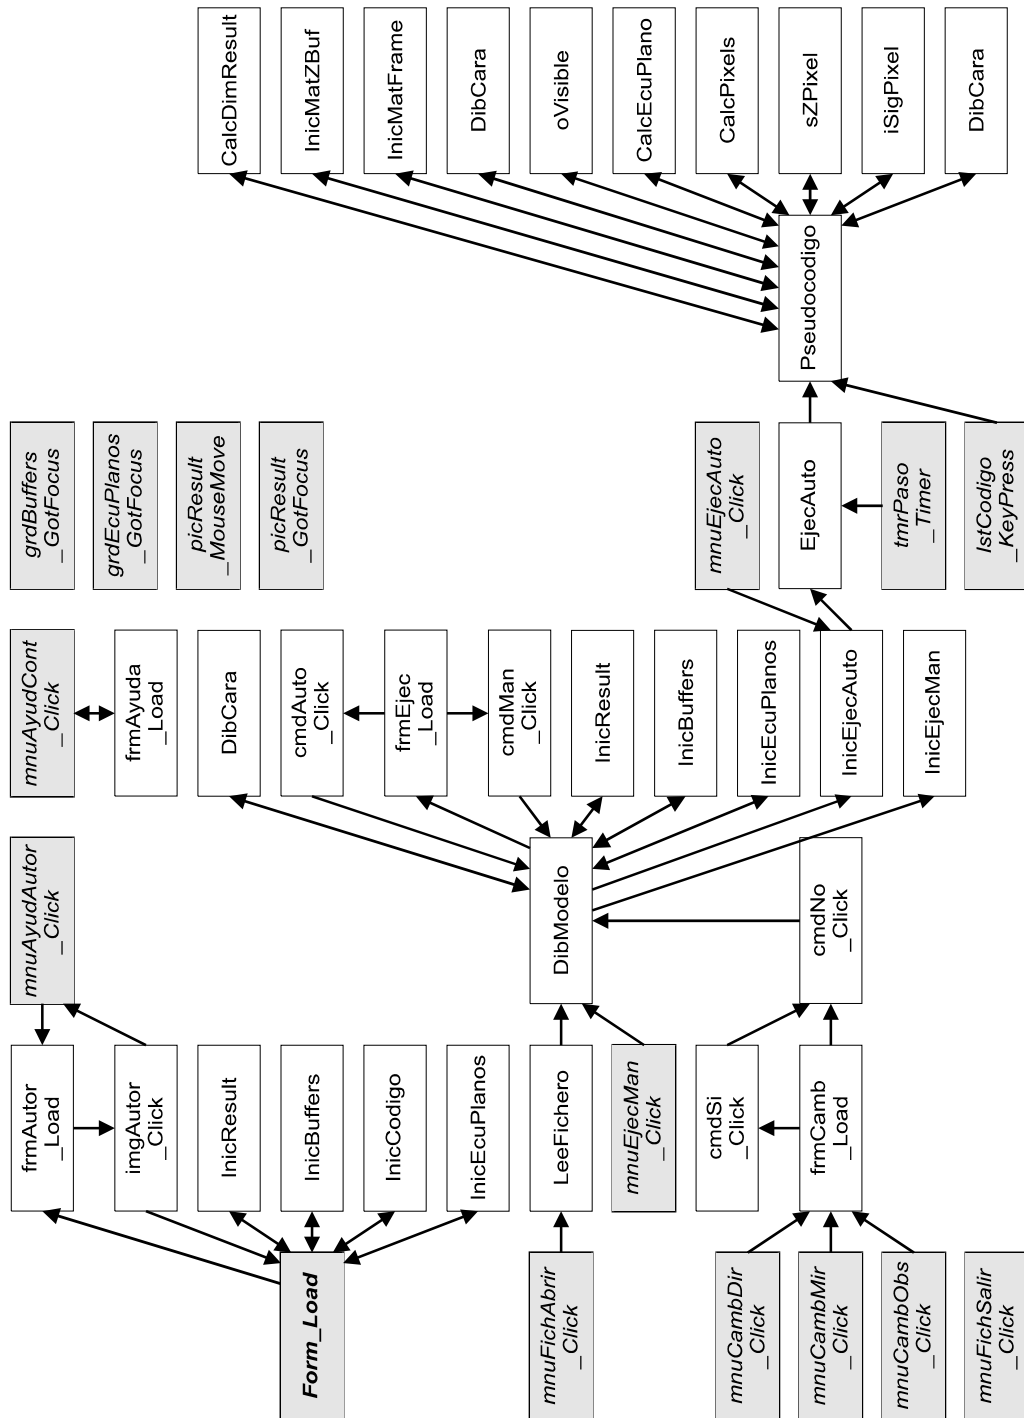 Form_Load
mnuFichAbrir
_Click
mnuCambDir
_Click
mnuCambMir
_Click
mnuCambObs
_Click
mnuFichSalir
_Click
frmAutor
_Load
imgAutor
_Click
InicResult
InicBuffers
InicCodigo
InicEcuPlanos
LeeFichero
mnuEjecMan
_Click
cmdSi
_Click
frmCamb
_Load
mnuAyudAutor
_Click
DibModelo
cmdNo
_Click
mnuAyudCont
_Click
frmAyuda
_Load
DibCara
cmdAuto
_Click
frmEjec
_Load
cmdMan
_Click
InicResult
InicBuffers
InicEcuPlanos
InicEjecAuto
InicEjecMan
grdBuffers
_GotFocus
grdEcuPlanos
_GotFocus
picResult
_MouseMove
picResult
_GotFocus
mnuEjecAuto
_Click
EjecAuto
tmrPaso
_Timer
lstCodigo
_KeyPress
Pseudocodigo
CalcDimResult
InicMatZBuf
InicMatFrame
DibCara
oVisible
CalcEcuPlano
CalcPixels
sZPixel
iSigPixel
DibCara